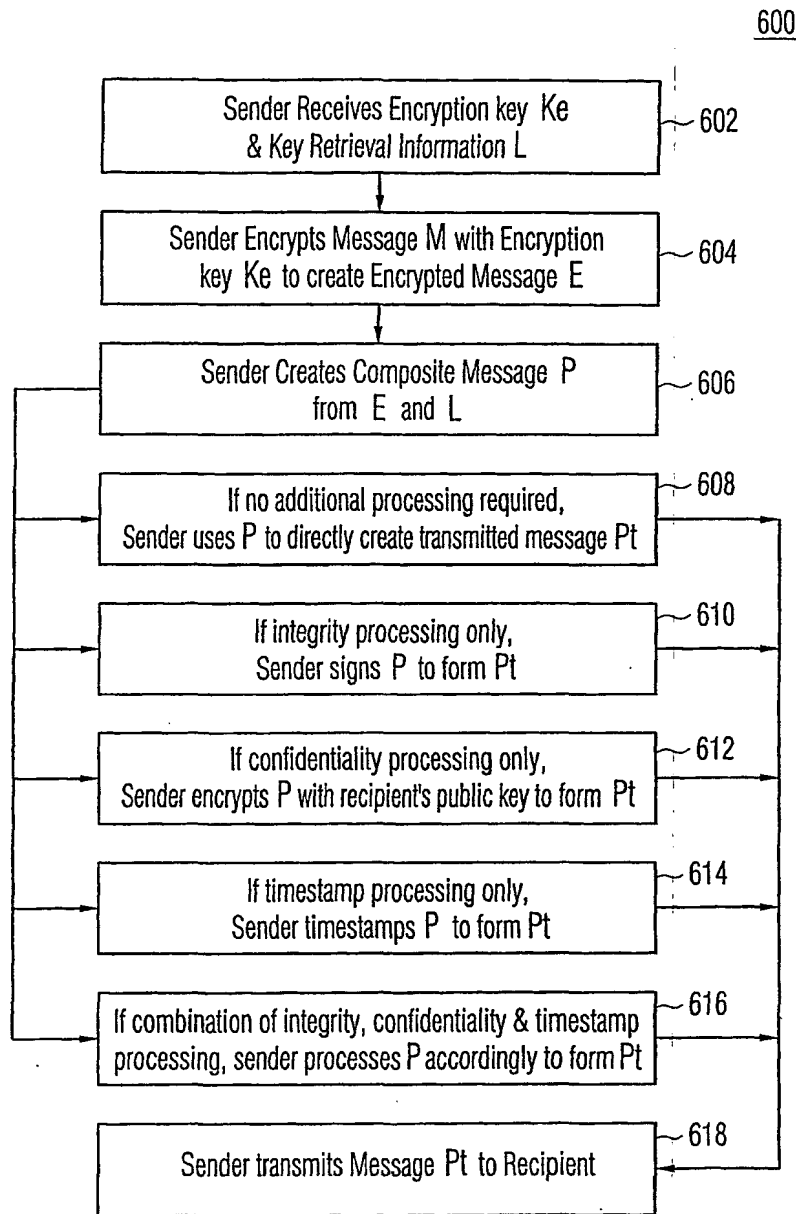 600
Sender Receives Encryption key Ke
& Key Retrieval Information L
602
Sender Encrypts Message M with Encryption
key Ke to create Encrypted Message E
604
Sender Creates Composite Message P
from E and L
606
608
If no additional processing required,
Sender uses P to directly create transmitted message Pt
610
If integrity processing only,
Sender signs P to form Pt
612
If confidentiality processing only,
Sender encrypts P with recipient's public key to form Pt
614
If timestamp processing only,
Sender timestamps P to form Pt
616
If combination of integrity, confidentiality & timestamp
processing, sender processes P accordingly to form Pt
618
Sender transmits Message Pt to Recipient